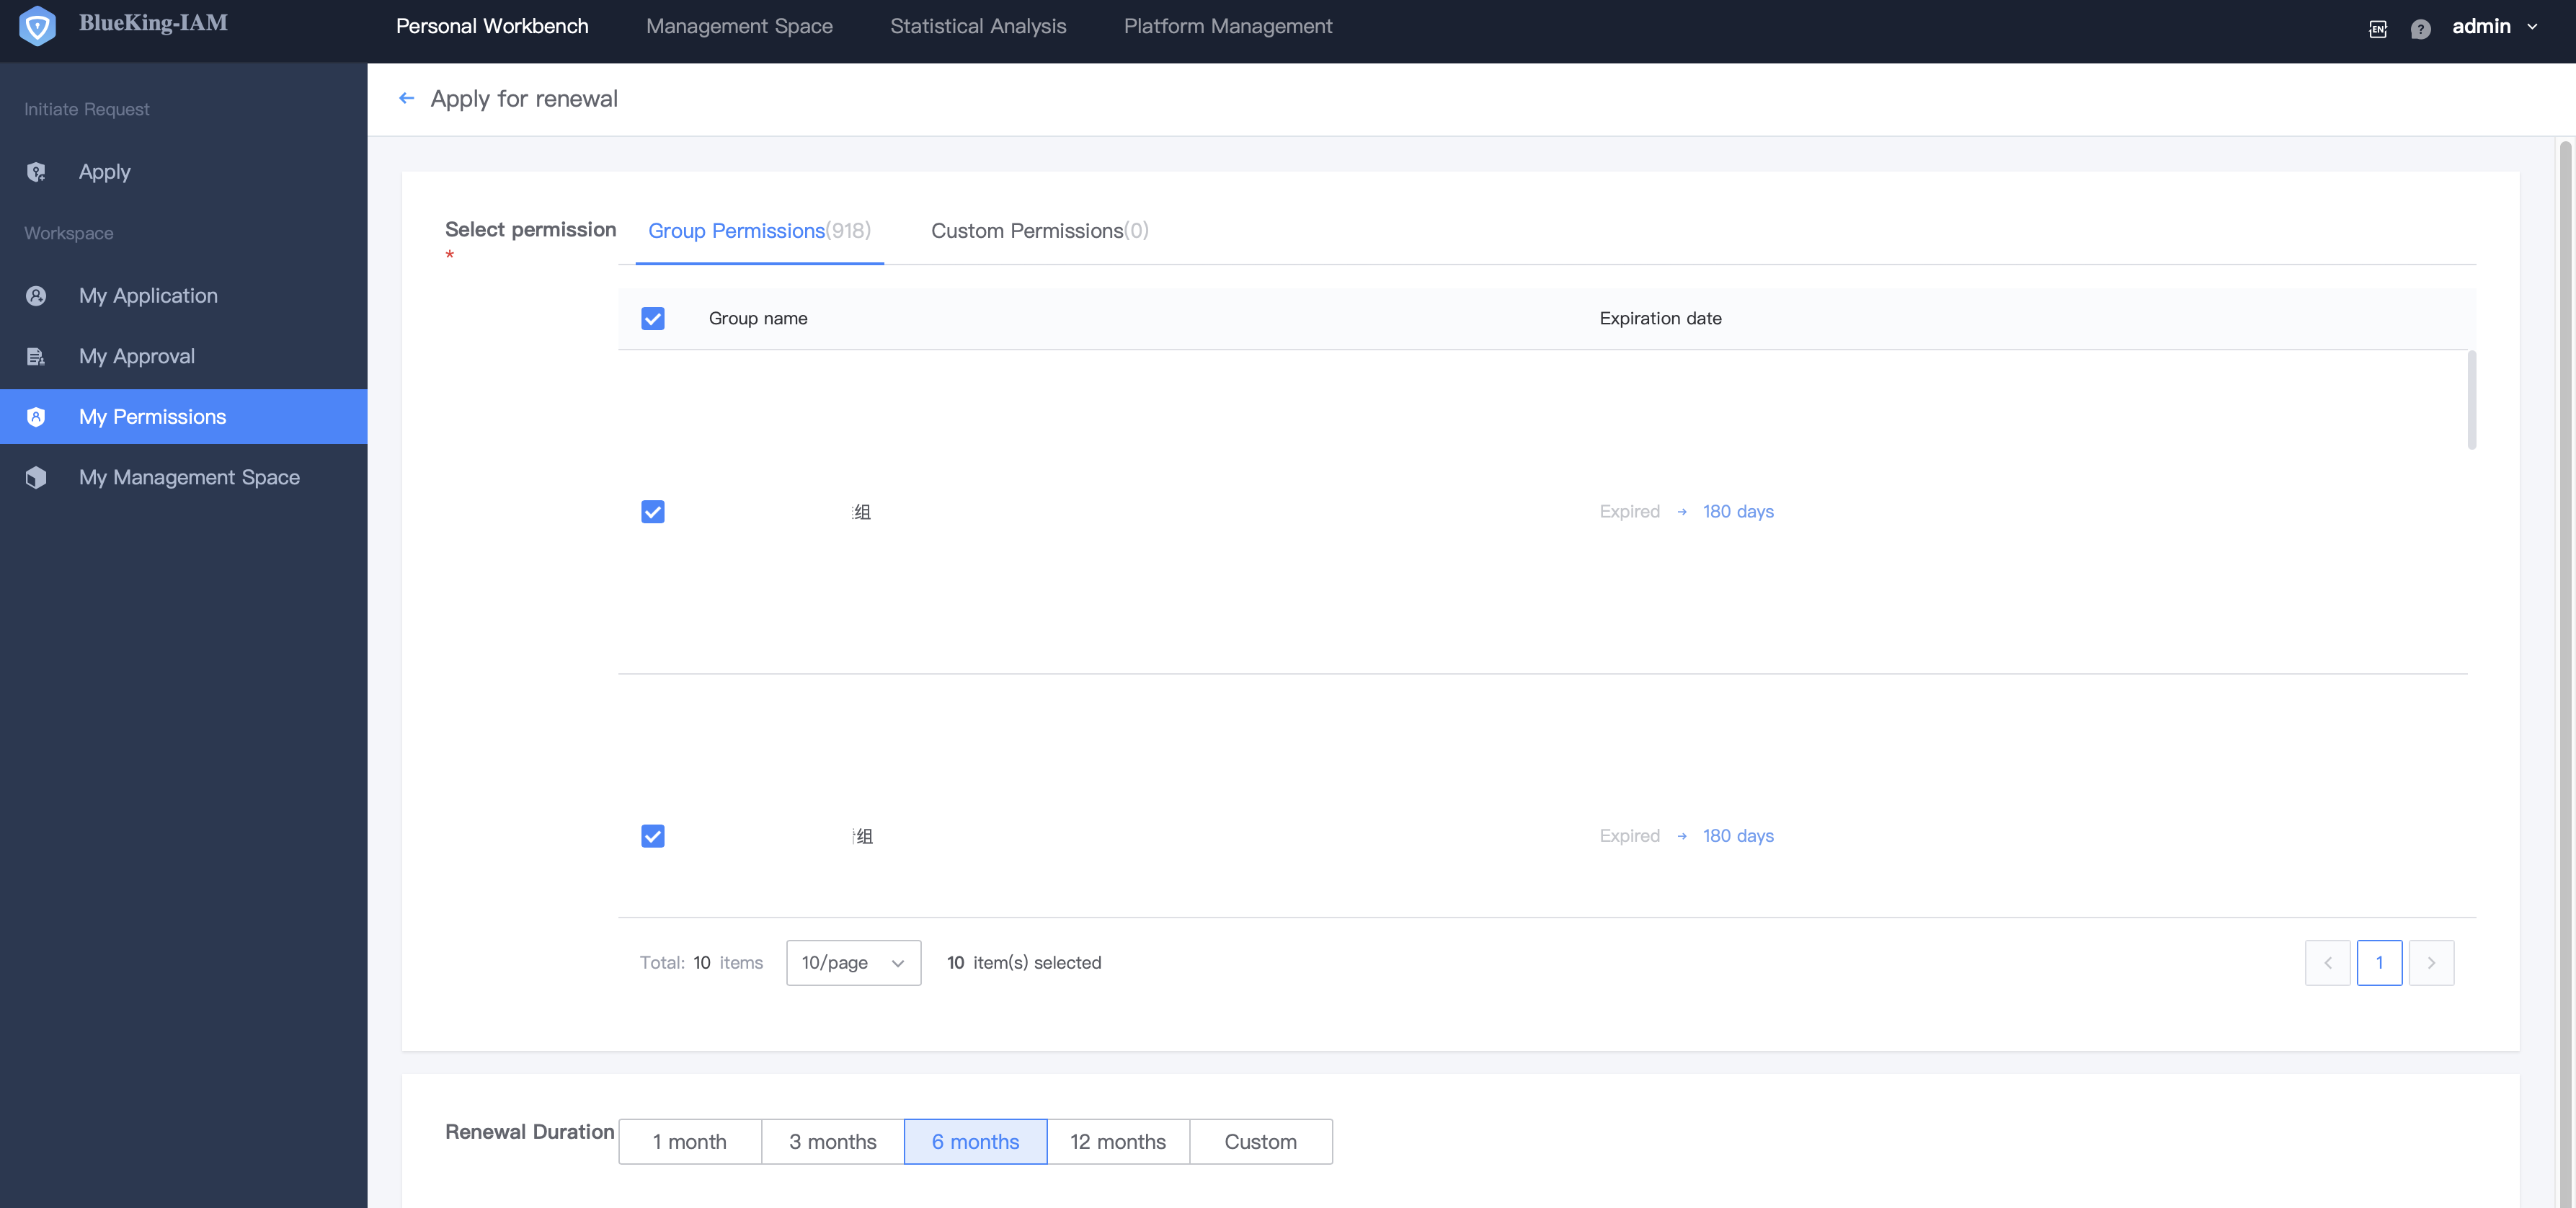 BlueKing-IAM
Personal Workbench Management Space Statistical Analysis Platform Management
EN ? admin
Initiate Request
Apply
Workspace
My Application
My Approval
My Permissions
My Management Space
Apply for renewal
Select permission
*
Group Permissions(918) Custom Permissions(0)
Group name Expiration date
组 Expired → 180 days
组 Expired → 180 days
Total: 10 items 10/page 10 item(s) selected
1
Renewal Duration
1 month 3 months 6 months 12 months Custom